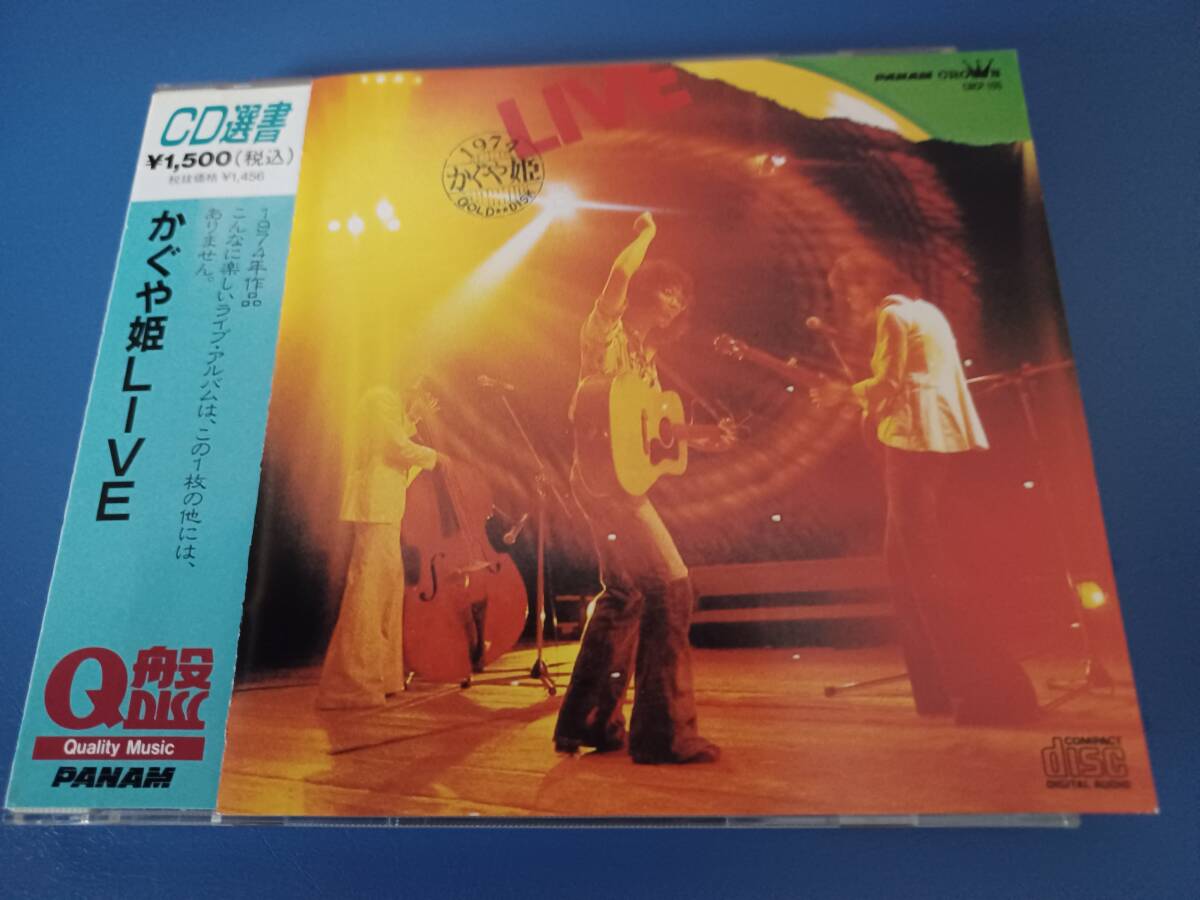 CD選書
¥1,500(税込)
税抜価格 ¥1,456
かぐや姫LIVE
1974年作品
こんなに楽しいライブ・アルバムは、この1枚の他には、
ありません。
Q盤
DISC
Quality Music
PANAM
LIVE
1974
かぐや姫
GOLD**DISK
PANAM CROWN
COMPACT
disc
DIGITAL AUDIO